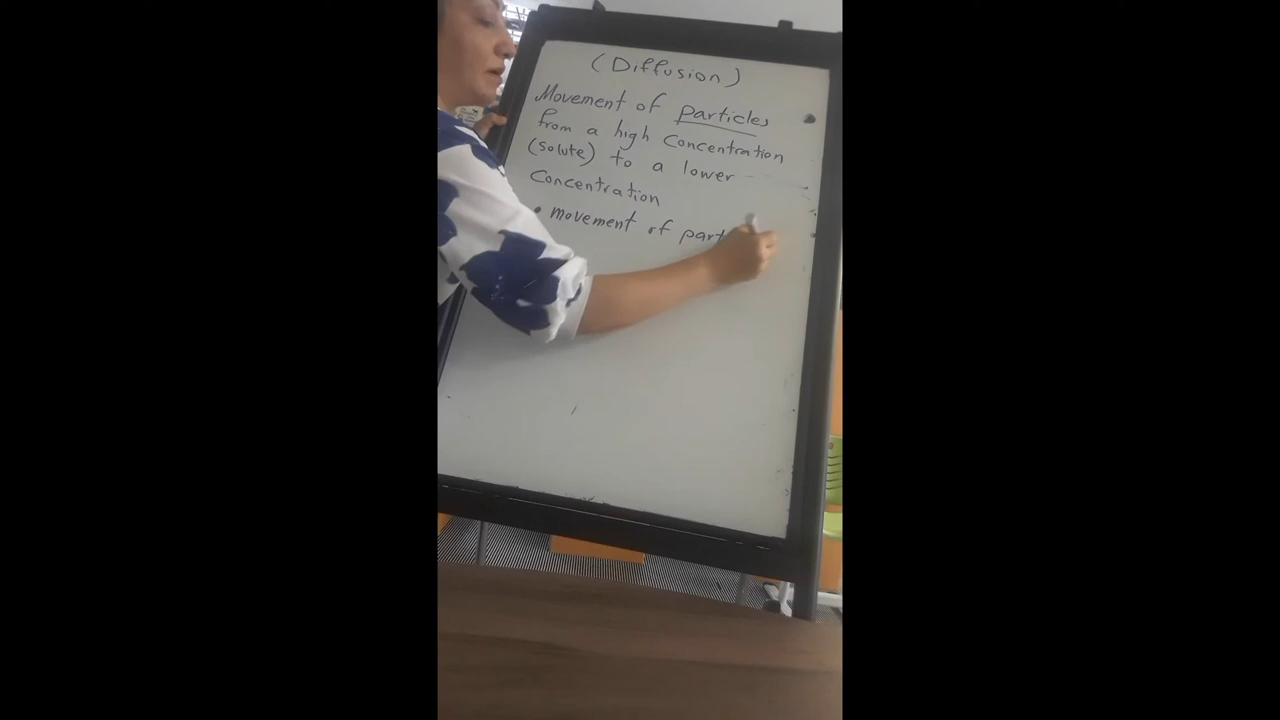 (Diffusion)
Movement of particles
from a high Concentration
(solute) to a lower
Concentration
• movement of part